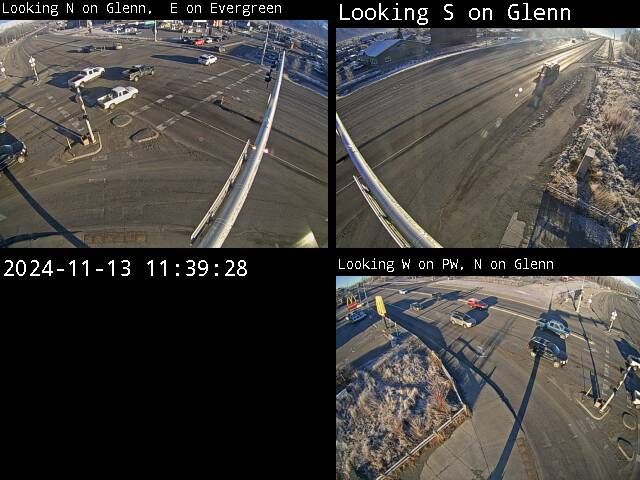 Looking N on Glenn,  E on Evergreen
Looking S on Glenn
2024-11-13 11:39:28
Looking W on PW, N on Glenn